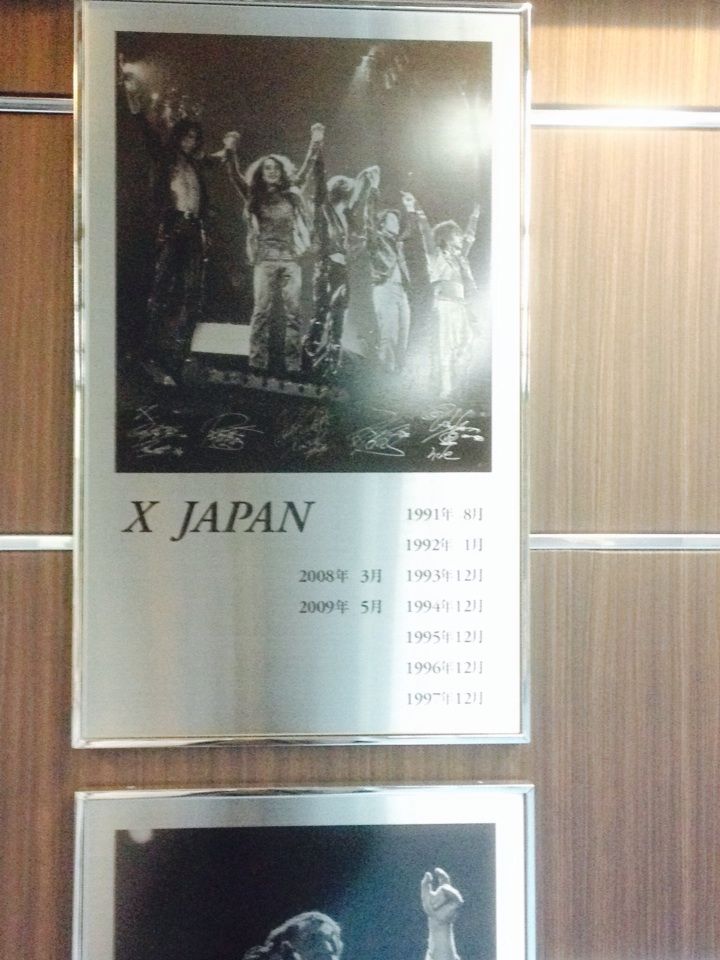 hide
X JAPAN
1991年 8月
1992年 1月
2008年 3月 1993年12月
2009年 5月 1994年12月
1995年12月
1996年12月
1997年12月